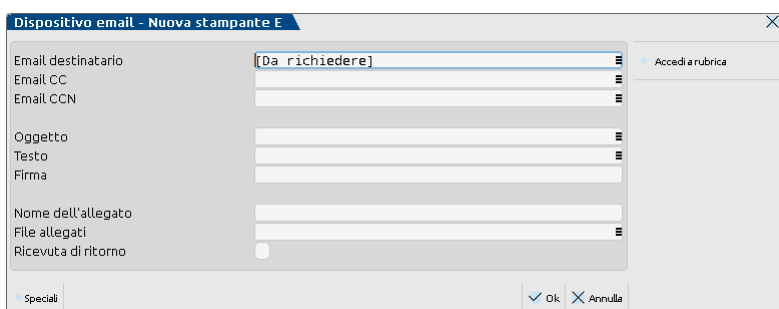 Dispositivo email - Nuova stampante E
Email destinatario [Da richiedere]
Accedi a rubrica
Email CC
Email CCN
Oggetto
Testo
Firma
Nome dell'allegato
File allegati
Ricevuta di ritorno
Speciali Ok Annulla